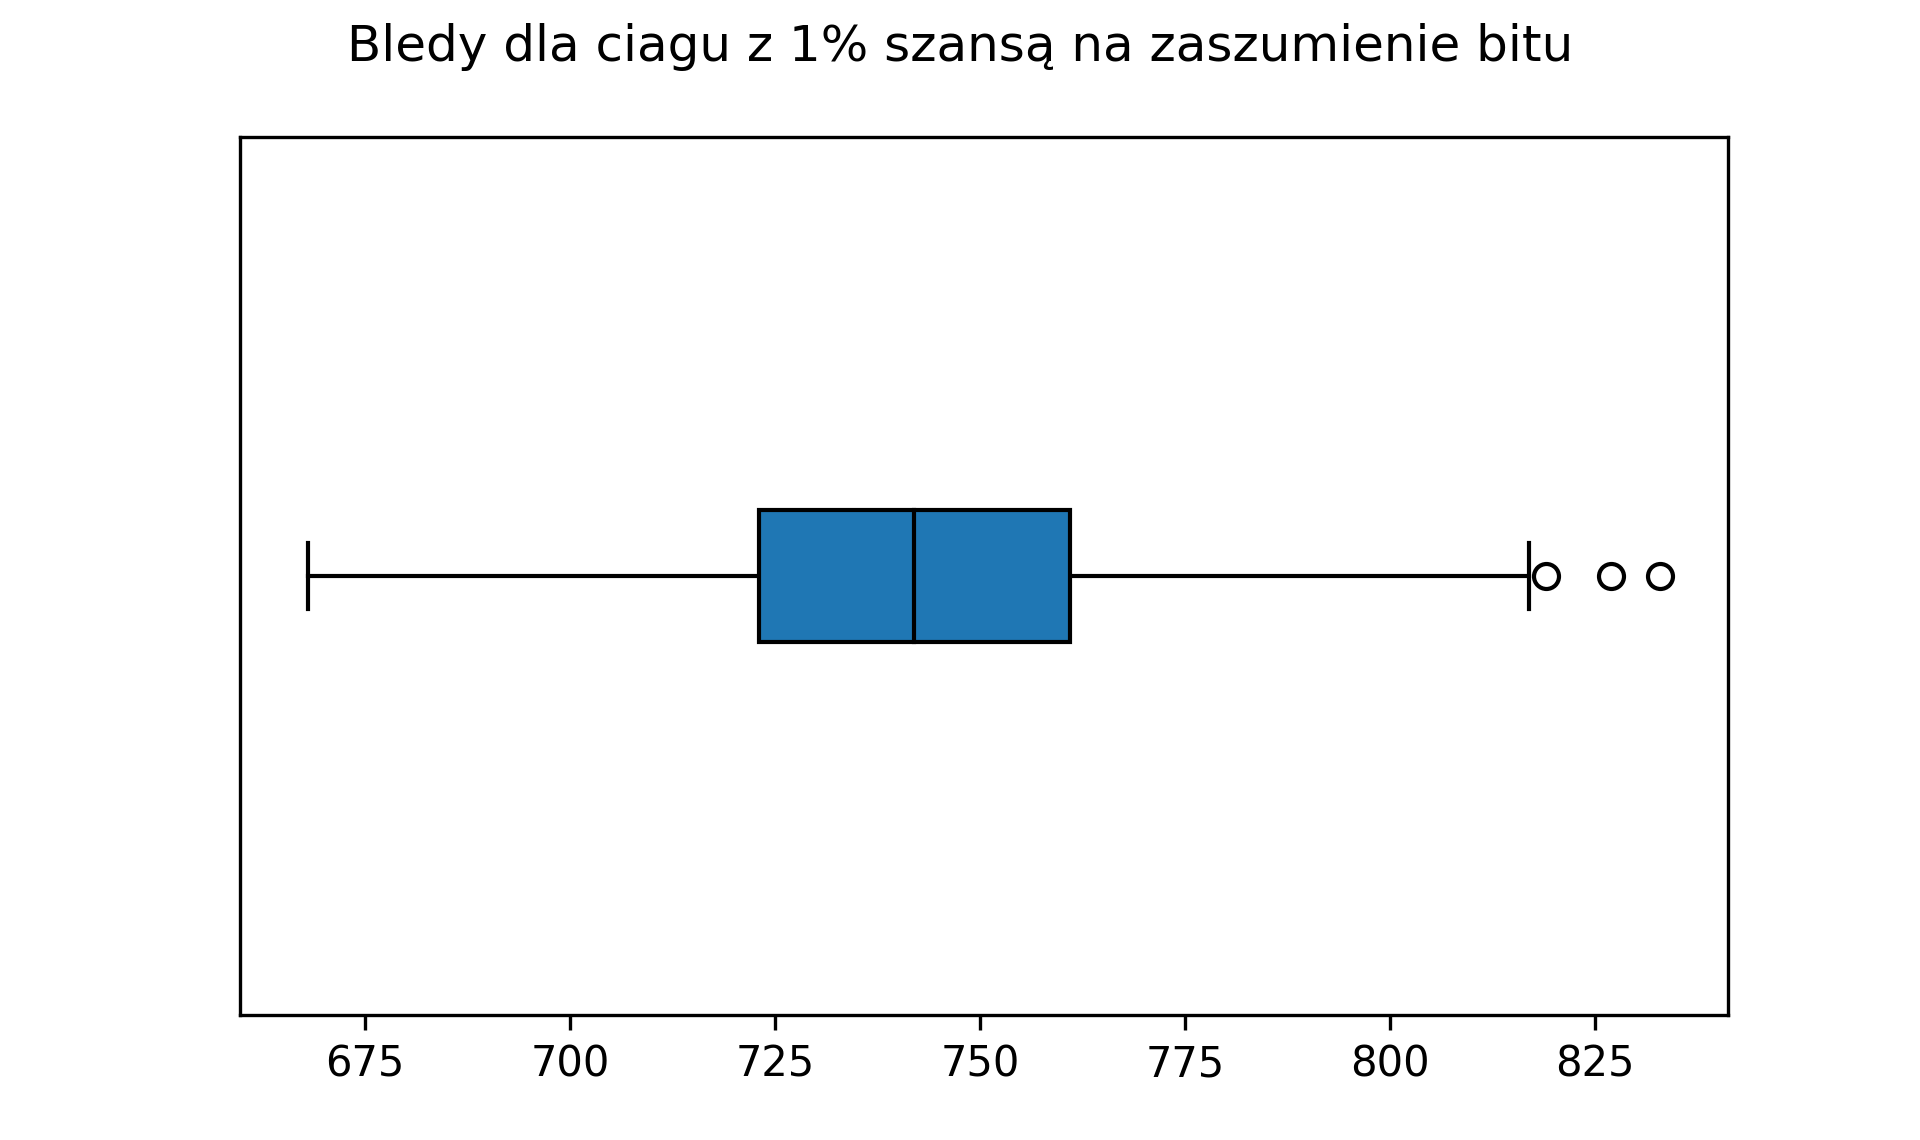 Bledy dla ciagu z 1% szansą na zaszumienie bitu
675 700 725 750 775 800 825